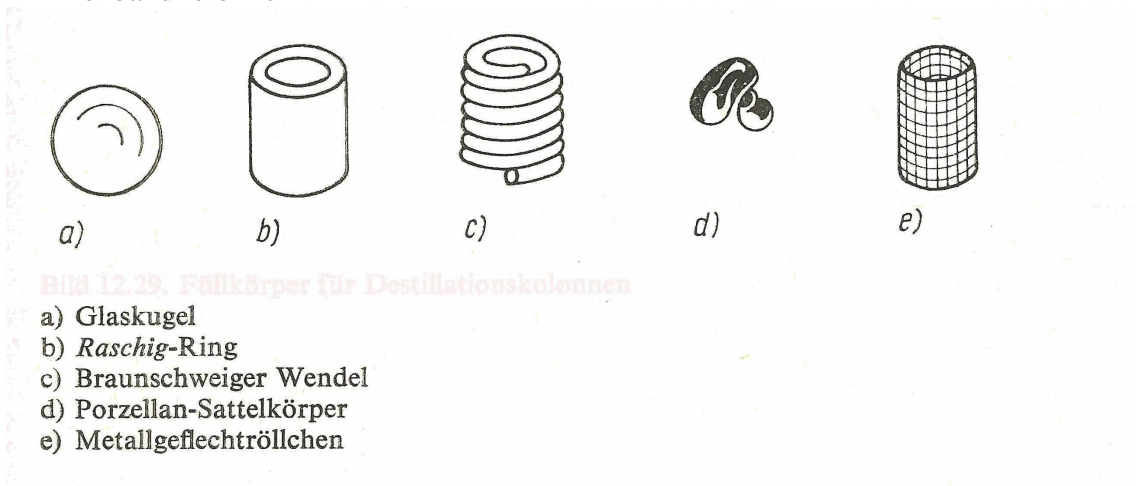 a) b) c) d) e)
Bild 12.29. Füllkörper für Destillationskolonnen
a) Glaskugel
b) Raschig-Ring
c) Braunschweiger Wendel
d) Porzellan-Sattelkörper
e) Metallgeflechtröllchen